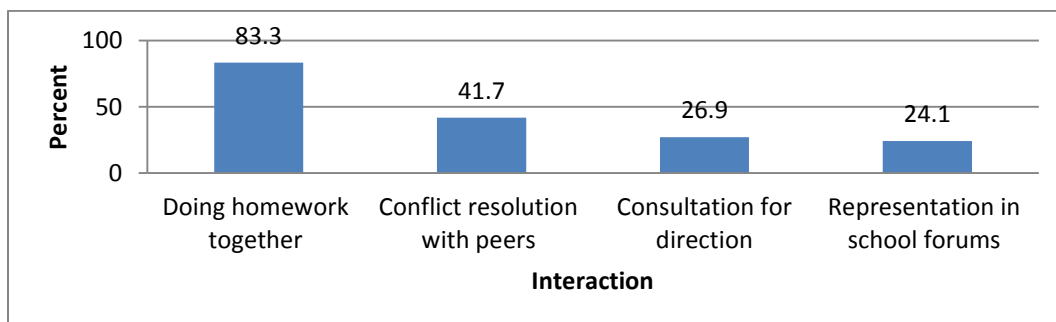 100
50
0
Percent
83.3
41.7
26.9
24.1
Doing homework
together
Conflict resolution
with peers
Consultation for
direction
Representation in
school forums
Interaction